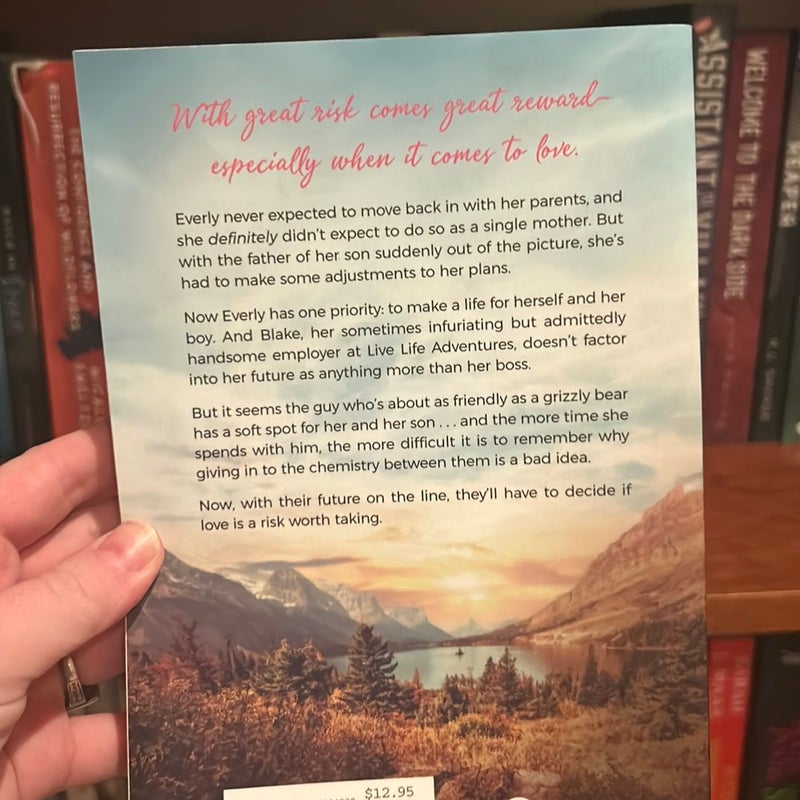 With great risk comes great reward–
especially when it comes to love.
Everly never expected to move back in with her parents, and
she definitely didn't expect to do so as a single mother. But
with the father of her son suddenly out of the picture, she's
had to make some adjustments to her plans.
Now Everly has one priority: to make a life for herself and her
boy. And Blake, her sometimes infuriating but admittedly
handsome employer at Live Life Adventures, doesn't factor
into her future as anything more than her boss.
But it seems the guy who's about as friendly as a grizzly bear
has a soft spot for her and her son . . . and the more time she
spends with him, the more difficult it is to remember why
giving in to the chemistry between them is a bad idea.
Now, with their future on the line, they'll have to decide if
love is a risk worth taking.
$12.95
ASSISTANT
WELCOME TO THE DARK SIDE
REAPER
RESURRECTION OF